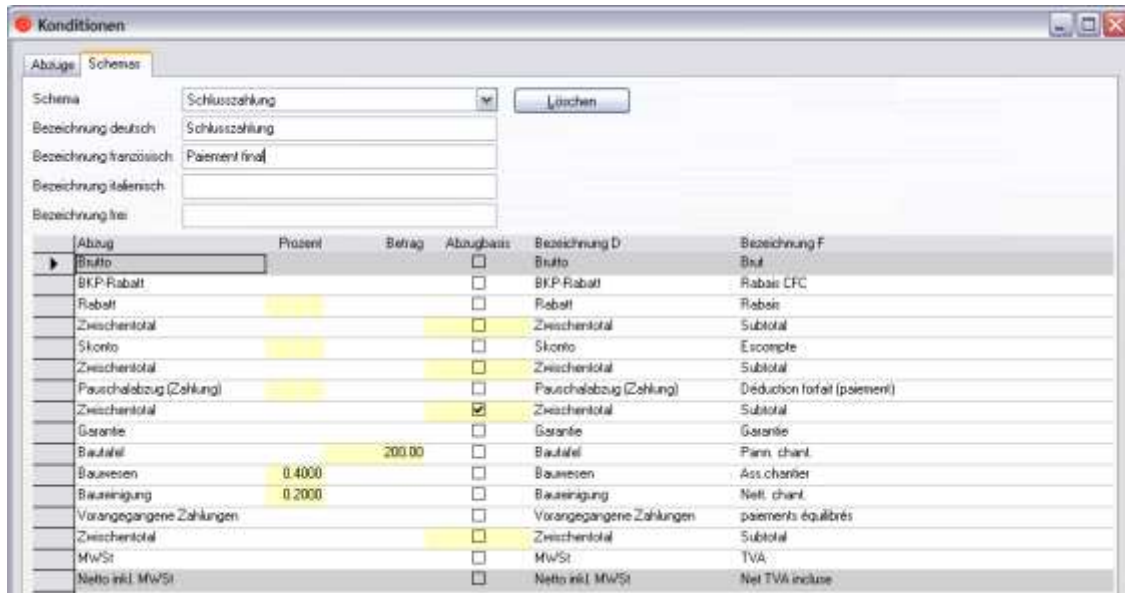 Konditionen
Abzüge Schemas
Schema Schlusszahlung Löschen
Bezeichnung deutsch Schlusszahlung
Bezeichnung französisch Paiement final
Bezeichnung italienisch
Bezeichnung frei
Abzug Prozent Betrag Abzugbasis Bezeichnung D Bezeichnung F
Brutto Brutto Brut
BKP-Rabatt BKP-Rabatt Rabais CFC
Rabatt Rabatt Rabais
Zwischentotal Zwischentotal Subtotal
Skonto Skonto Escompte
Zwischentotal Zwischentotal Subtotal
Pauschalabzug (Zahlung) Pauschalabzug (Zahlung) Déduction forfait (paiement)
Zwischentotal Zwischentotal Subtotal
Garantie Garantie Garantie
Bautafel 200.00 Bautafel Pann. chant.
Bauwesen 0.4000 Bauwesen Ass.chantier
Baureinigung 0.2000 Baureinigung Nett. chant.
Vorangegangene Zahlungen Vorangegangene Zahlungen paiements équilibrés
Zwischentotal Zwischentotal Subtotal
MWSt MWSt TVA
Netto inkl. MWSt Netto inkl. MWSt Net TVA incluse